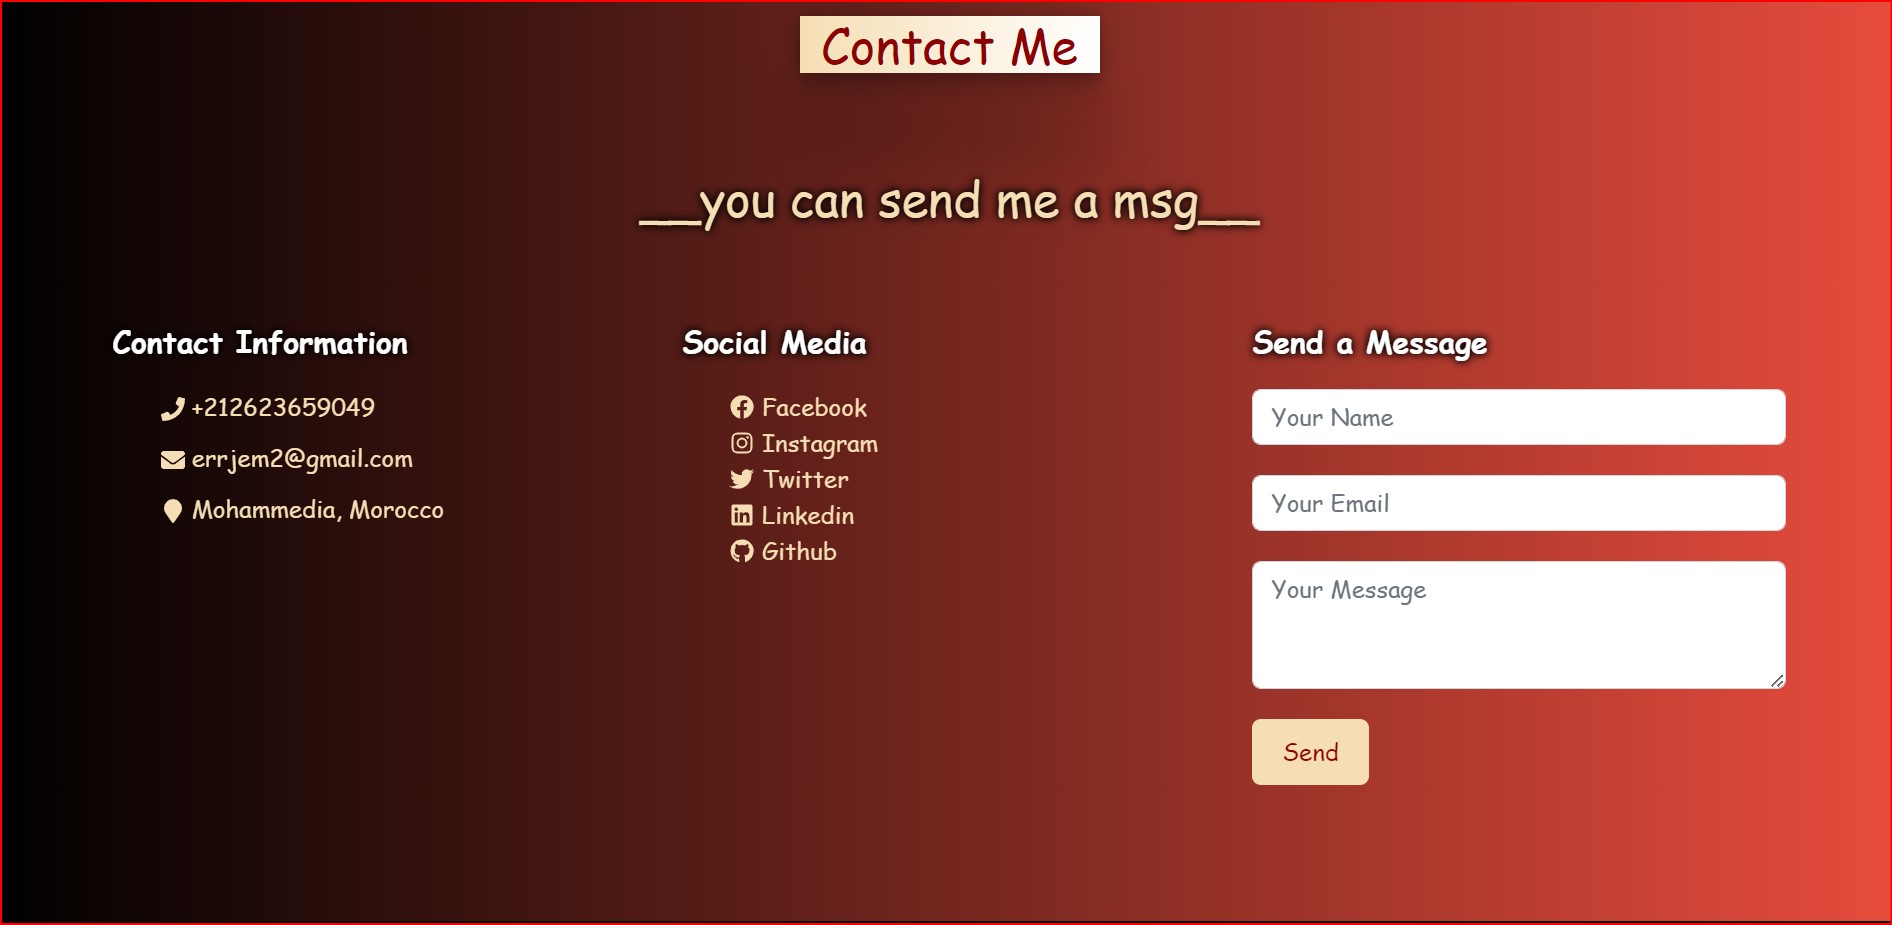 Contact Me
__you can send me a msg__
Contact Information
+212623659049
errjem2@gmail.com
Mohammedia, Morocco
Social Media
Facebook
Instagram
Twitter
Linkedin
Github
Send a Message
Your Name
Your Email
Your Message
Send